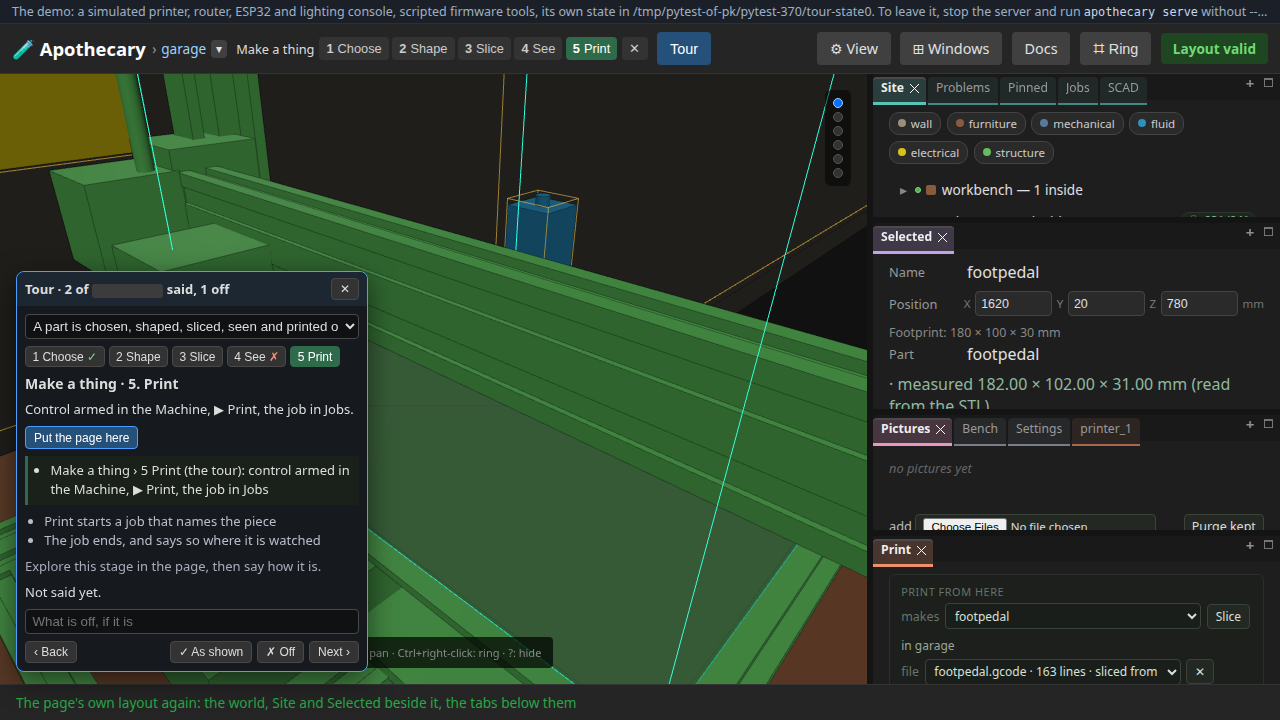 The demo: a simulated printer, router, ESP32 and lighting console, scripted firmware tools, its own state in /tmp/pytest-of-pk/pytest-370/tour-state0. To leave it, stop the server and run apothecary serve without --...
Apothecary › garage ▾ Make a thing 1 Choose 2 Shape 3 Slice 4 See 5 Print ✕ Tour ⚙ View ⊞ Windows Docs ⌗ Ring Layout valid
Site Problems Pinned Jobs SCAD
wall furniture mechanical fluid
electrical structure
▸ workbench — 1 inside
Selected
Name footpedal
Position X 1620 Y 20 Z 780 mm
Footprint: 180 × 100 × 30 mm
Part footpedal
· measured 182.00 × 102.00 × 31.00 mm (read
from the STL)
Pictures Bench Settings printer_1
no pictures yet
add Choose Files No file chosen Purge kept
Print
PRINT FROM HERE
makes footpedal Slice
in garage
file footpedal.gcode · 163 lines · sliced from ✕
Tour · 2 of said, 1 off ✕
A part is chosen, shaped, sliced, seen and printed o
1 Choose ✓ 2 Shape 3 Slice 4 See ✗ 5 Print
Make a thing · 5. Print
Control armed in the Machine, ▶ Print, the job in Jobs.
Put the page here
• Make a thing › 5 Print (the tour): control armed in
the Machine, ▶ Print, the job in Jobs
• Print starts a job that names the piece
• The job ends, and says so where it is watched
Explore this stage in the page, then say how it is.
Not said yet.
What is off, if it is
‹ Back ✓ As shown ✗ Off Next ›
pan · Ctrl+right-click: ring · ?: hide
The page's own layout again: the world, Site and Selected beside it, the tabs below them